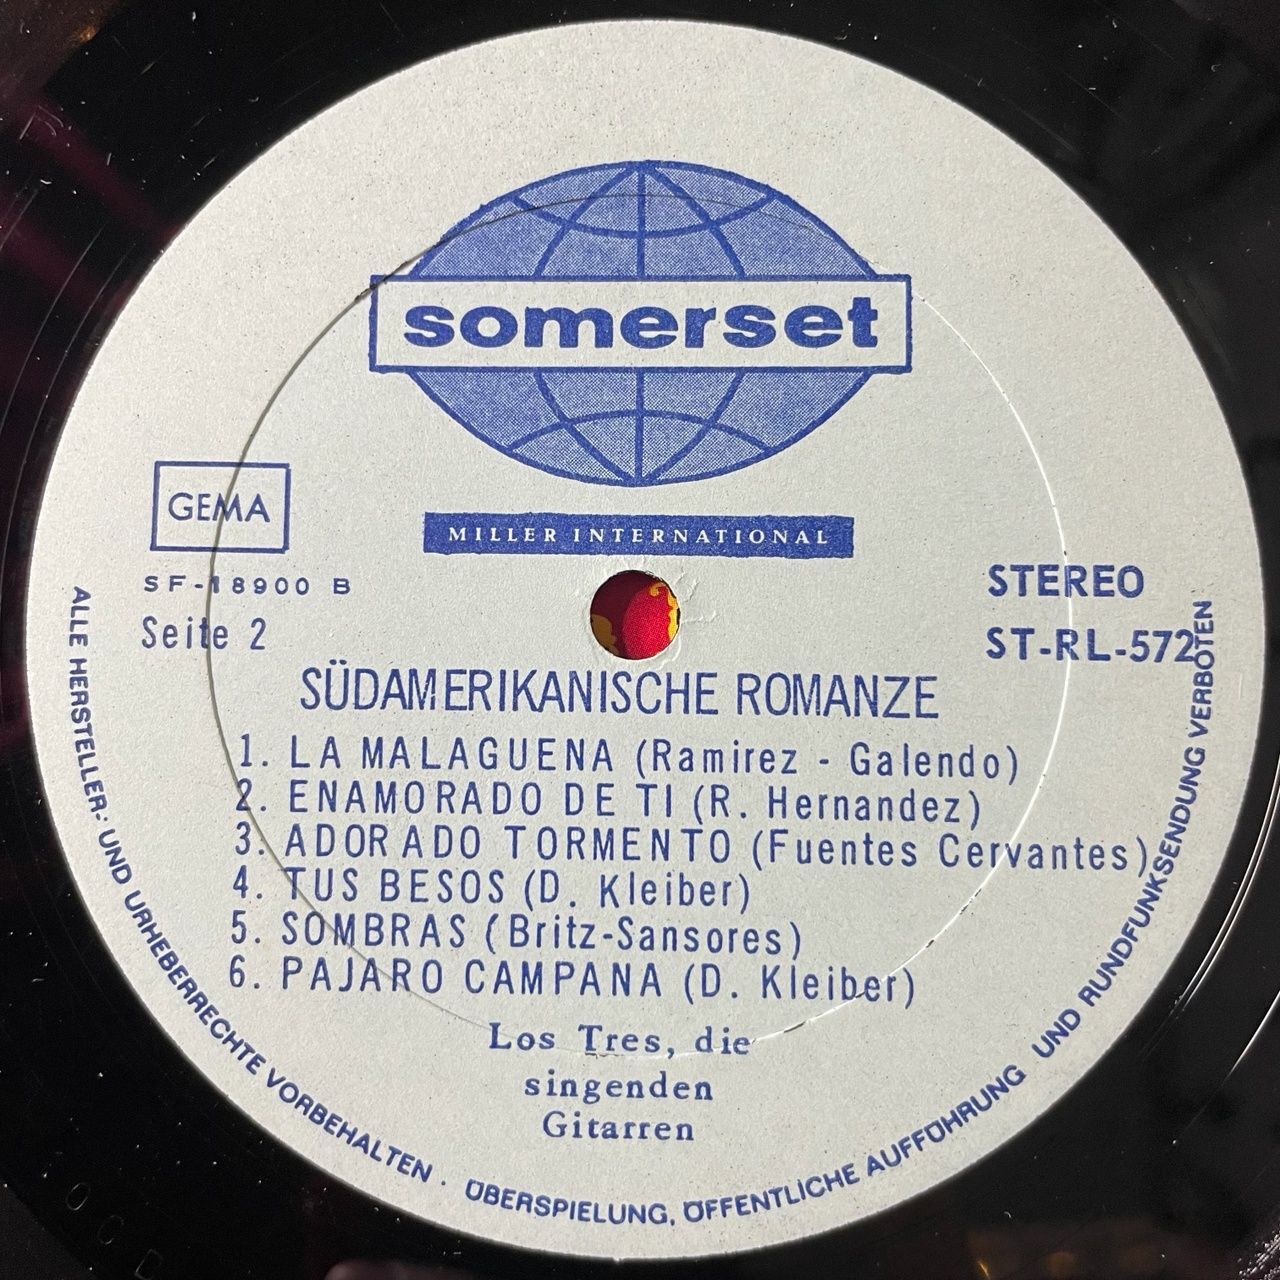 somerset
MILLER INTERNATIONAL
GEMA
SF-18900 B
Seite 2
STEREO
ST-RL-572
SÜDAMERIKANISCHE ROMANZE
1. LA MALAGUENA (Ramirez - Galendo)
2. ENAMORADO DE TI (R. Hernandez)
3. ADORADO TORMENTO (Fuentes Cervantes)
4. TUS BESOS (D. Kleiber)
5. SOMBRAS (Britz-Sansores)
6. PAJARO CAMPANA (D. Kleiber)
Los Tres, die
singenden
Gitarren
ALLE HERSTELLER- UND URHEBERRECHTE VORBEHALTEN · ÜBERSPIELUNG, ÖFFENTLICHE AUFFÜHRUNG UND RUNDFUNKSENDUNG VERBOTEN